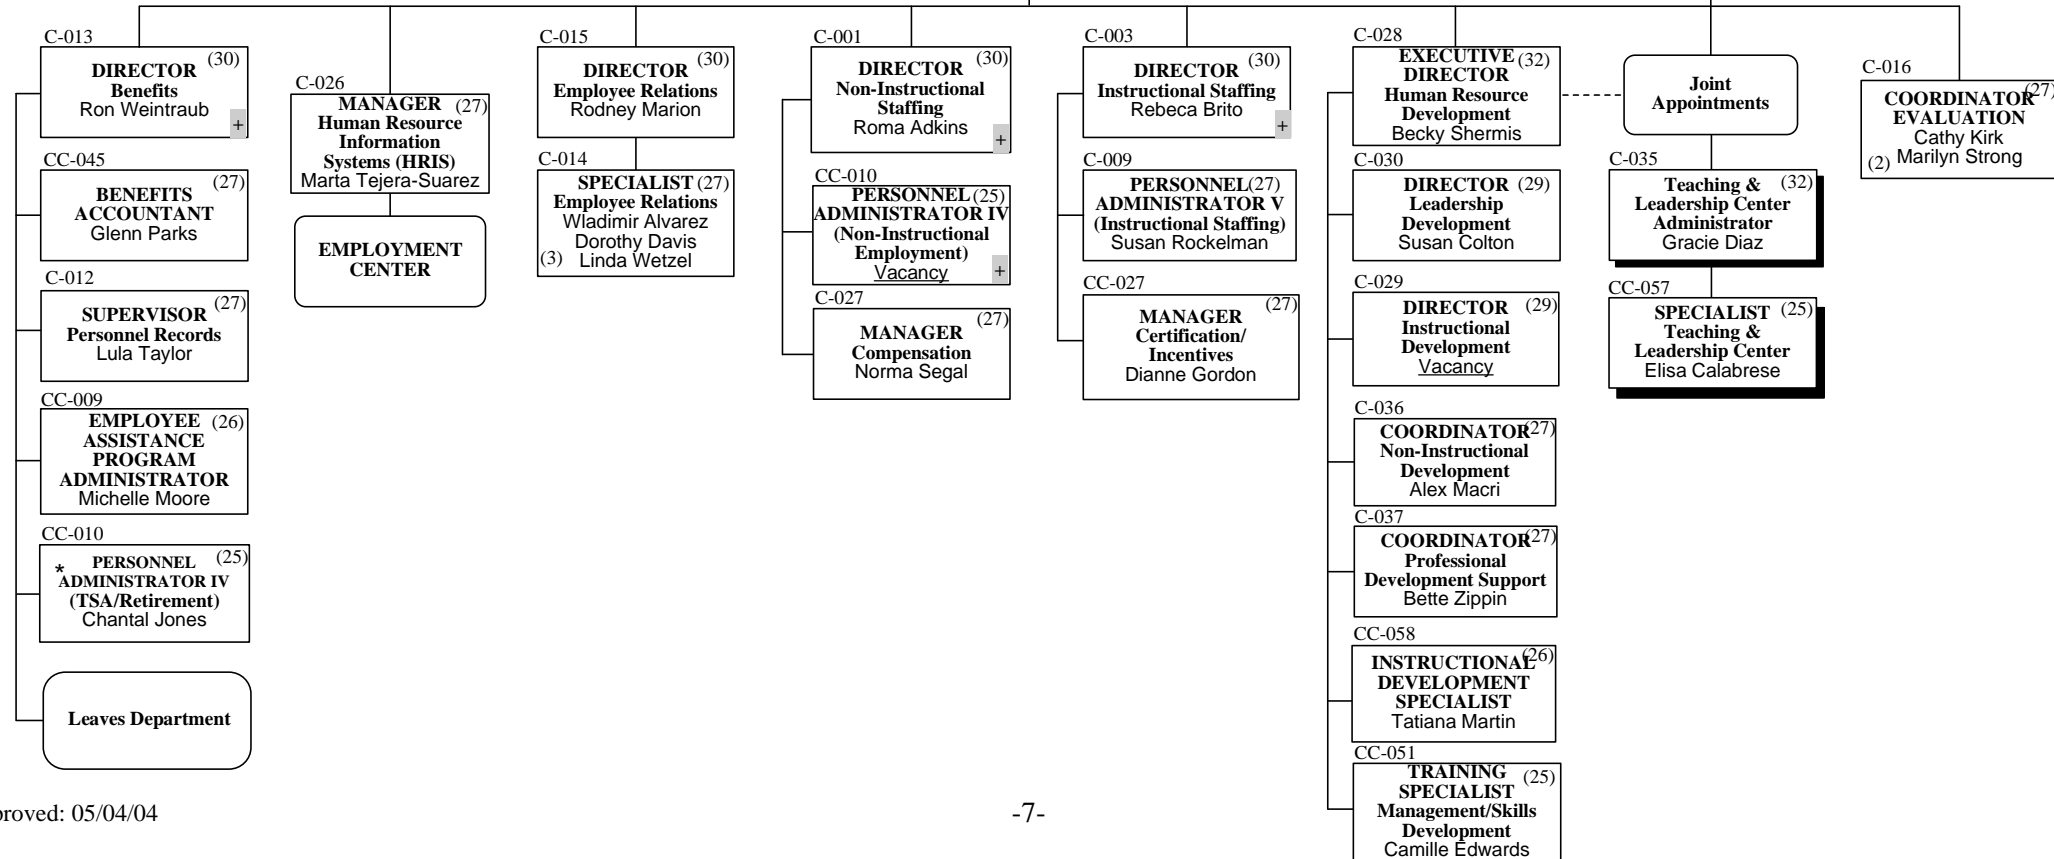 C-013
(30)
DIRECTOR
Benefits
Ron Weintraub
+
CC-045
(27)
BENEFITS
ACCOUNTANT
Glenn Parks
C-012
(27)
SUPERVISOR
Personnel Records
Lula Taylor
CC-009
EMPLOYEE (26)
ASSISTANCE
PROGRAM
ADMINISTRATOR
Michelle Moore
CC-010
PERSONNEL (25)
* ADMINISTRATOR IV
(TSA/Retirement)
Chantal Jones
Leaves Department
C-026
MANAGER (27)
Human Resource
Information
Systems (HRIS)
Marta Tejera-Suarez
EMPLOYMENT
CENTER
C-015
(30)
DIRECTOR
Employee Relations
Rodney Marion
C-014
SPECIALIST (27)
Employee Relations
Wladimir Alvarez
Dorothy Davis
(3) Linda Wetzel
C-001
DIRECTOR (30)
Non-Instructional
Staffing
Roma Adkins
+
CC-010
PERSONNEL (25)
ADMINISTRATOR IV
(Non-Instructional
Employment)
Vacancy +
C-027
(27)
MANAGER
Compensation
Norma Segal
C-003
(30)
DIRECTOR
Instructional Staffing
Rebeca Brito
+
C-009
PERSONNEL (27)
ADMINISTRATOR V
(Instructional Staffing)
Susan Rockelman
CC-027
(27)
MANAGER
Certification/
Incentives
Dianne Gordon
C-028
EXECUTIVE (32)
DIRECTOR
Human Resource
Development
Becky Shermis
C-030
DIRECTOR (29)
Leadership
Development
Susan Colton
C-029
DIRECTOR (29)
Instructional
Development
Vacancy
C-036
COORDINATOR (27)
Non-Instructional
Development
Alex Macri
C-037
COORDINATOR (27)
Professional
Development Support
Bette Zippin
CC-058
INSTRUCTIONAL (26)
DEVELOPMENT
SPECIALIST
Tatiana Martin
CC-051
TRAINING (25)
SPECIALIST
Management/Skills
Development
Camille Edwards
Joint
Appointments
C-035
Teaching & (32)
Leadership Center
Administrator
Gracie Diaz
CC-057
SPECIALIST (25)
Teaching &
Leadership Center
Elisa Calabrese
C-016
COORDINATOR (27)
EVALUATION
Cathy Kirk
(2) Marilyn Strong
proved: 05/04/04
-7-